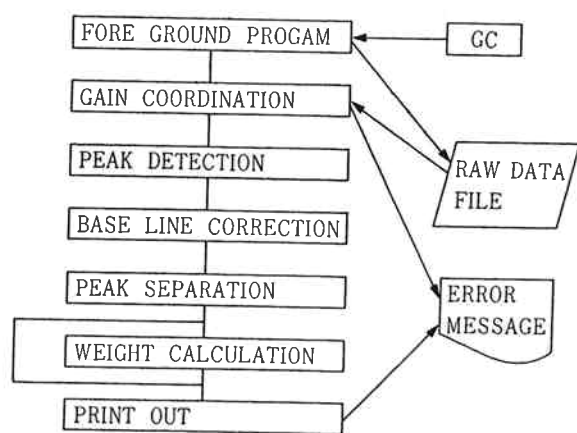 FORE GROUND PROGAM
GC
GAIN COORDINATION
PEAK DETECTION
RAW DATA
FILE
BASE LINE CORRECTION
PEAK SEPARATION
ERROR
MESSAGE
WEIGHT CALCULATION
PRINT OUT